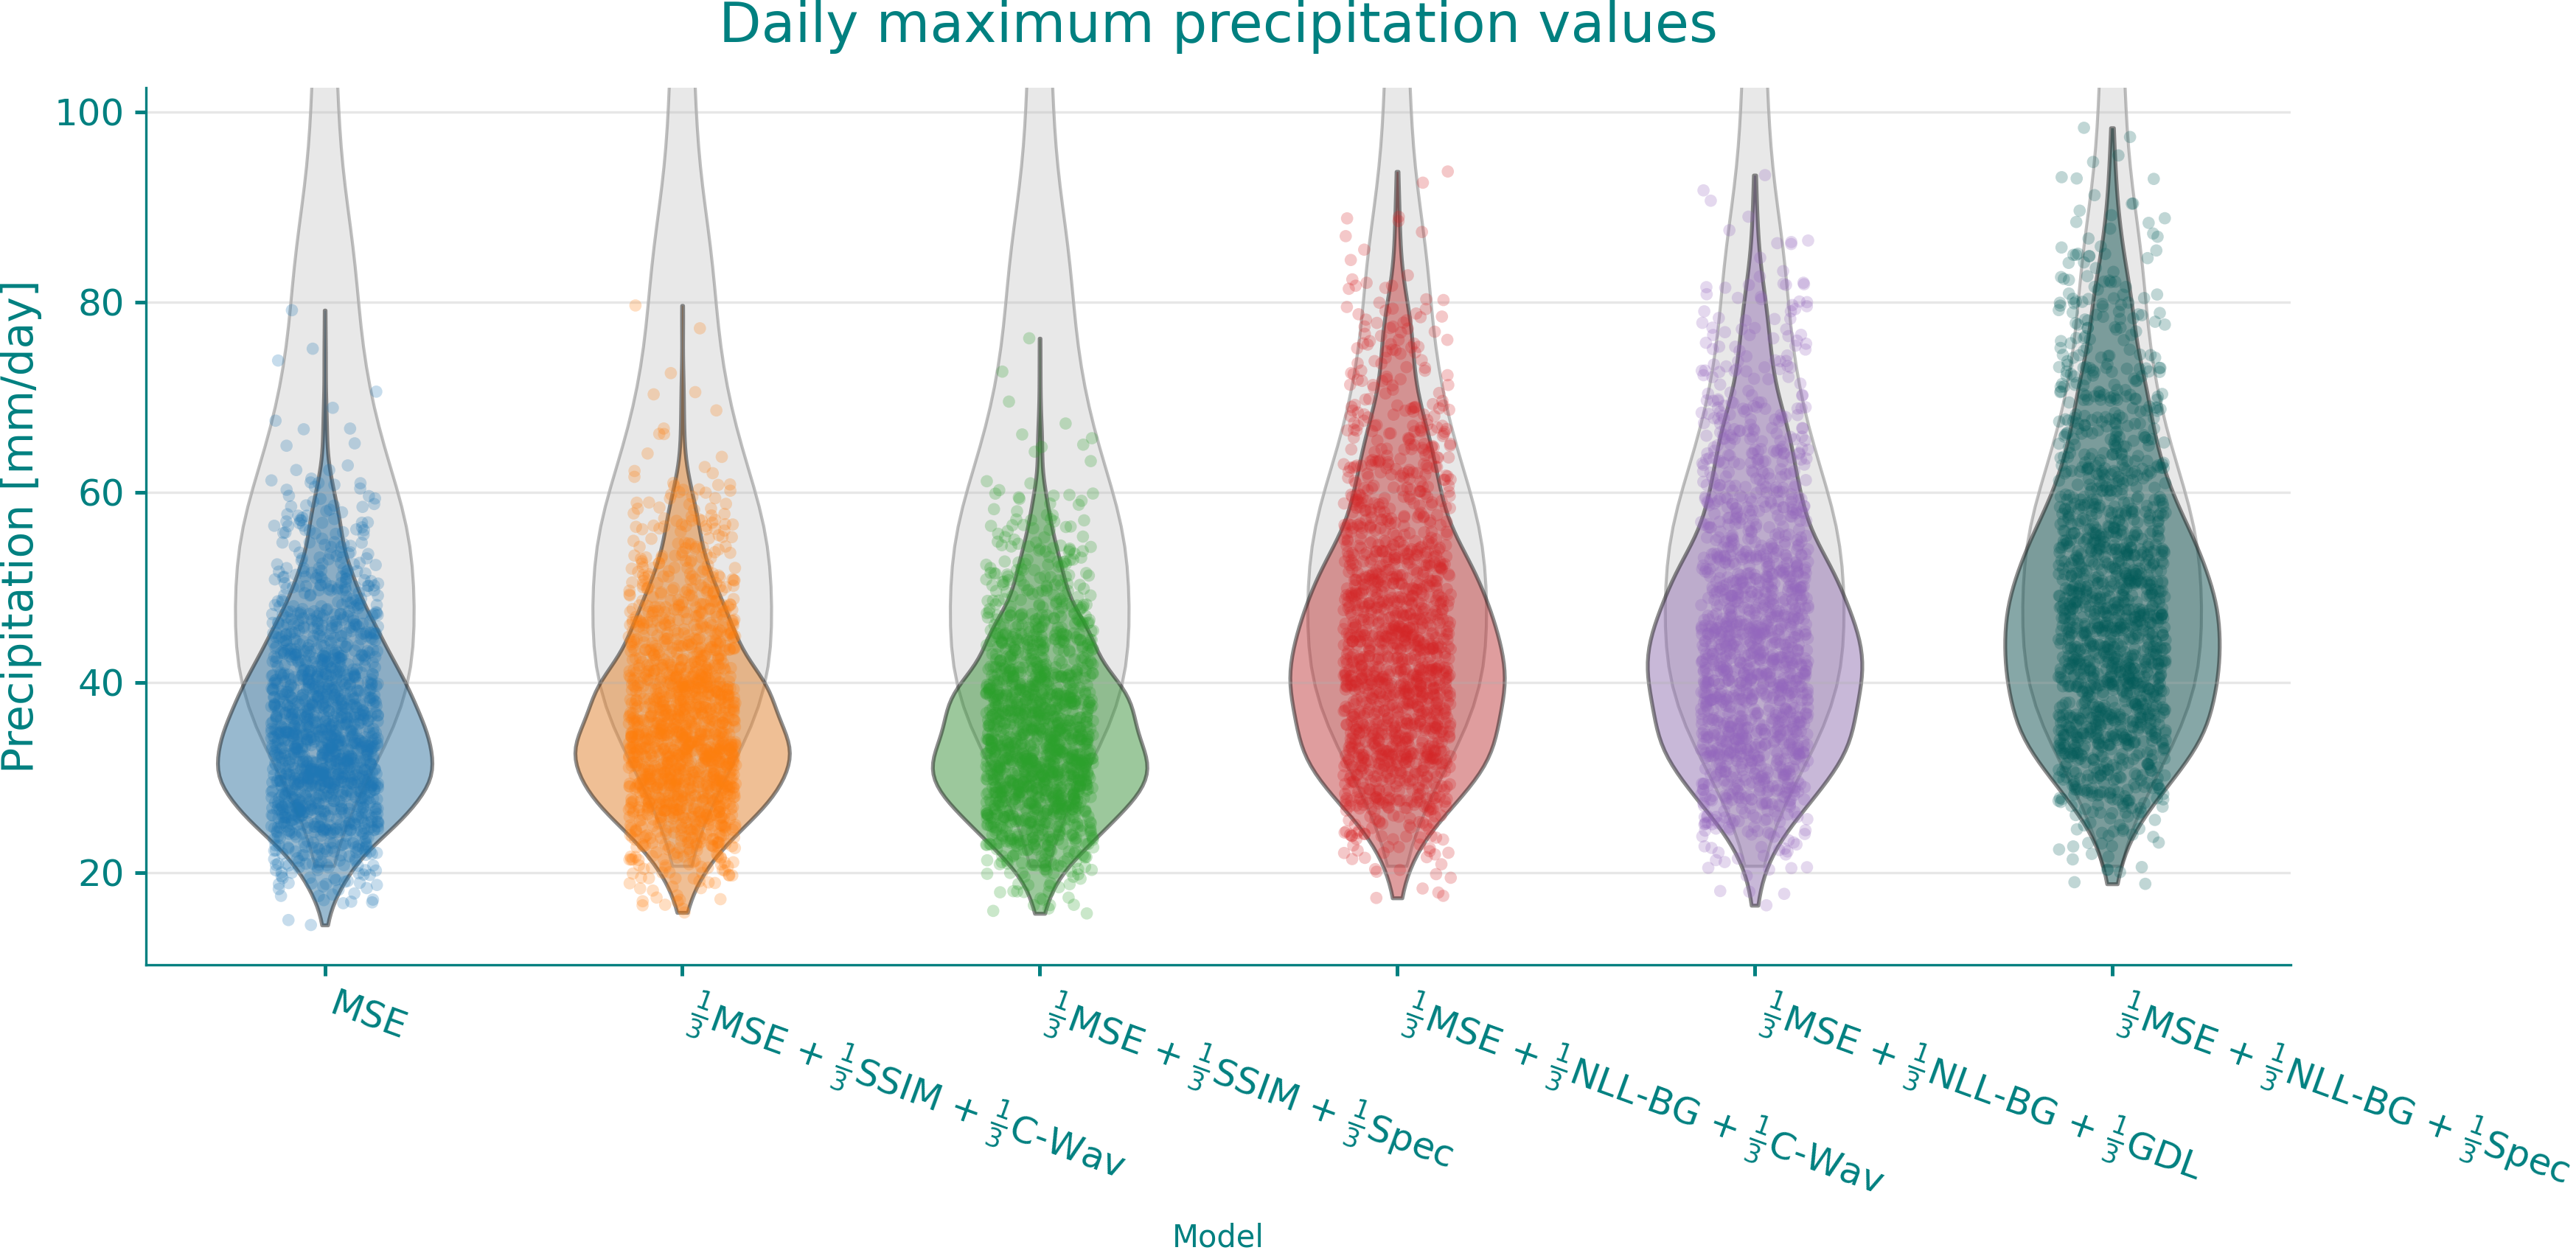 Daily maximum precipitation values
Precipitation [mm/day]
100
80
60
40
20
MSE
1/3MSE + 1/3SSIM + 1/3C-Wav
1/3MSE + 1/3SSIM + 1/3Spec
1/3MSE + 1/3NLL-BG + 1/3C-Wav
1/3MSE + 1/3NLL-BG + 1/3GDL
1/3MSE + 1/3NLL-BG + 1/3Spec
Model